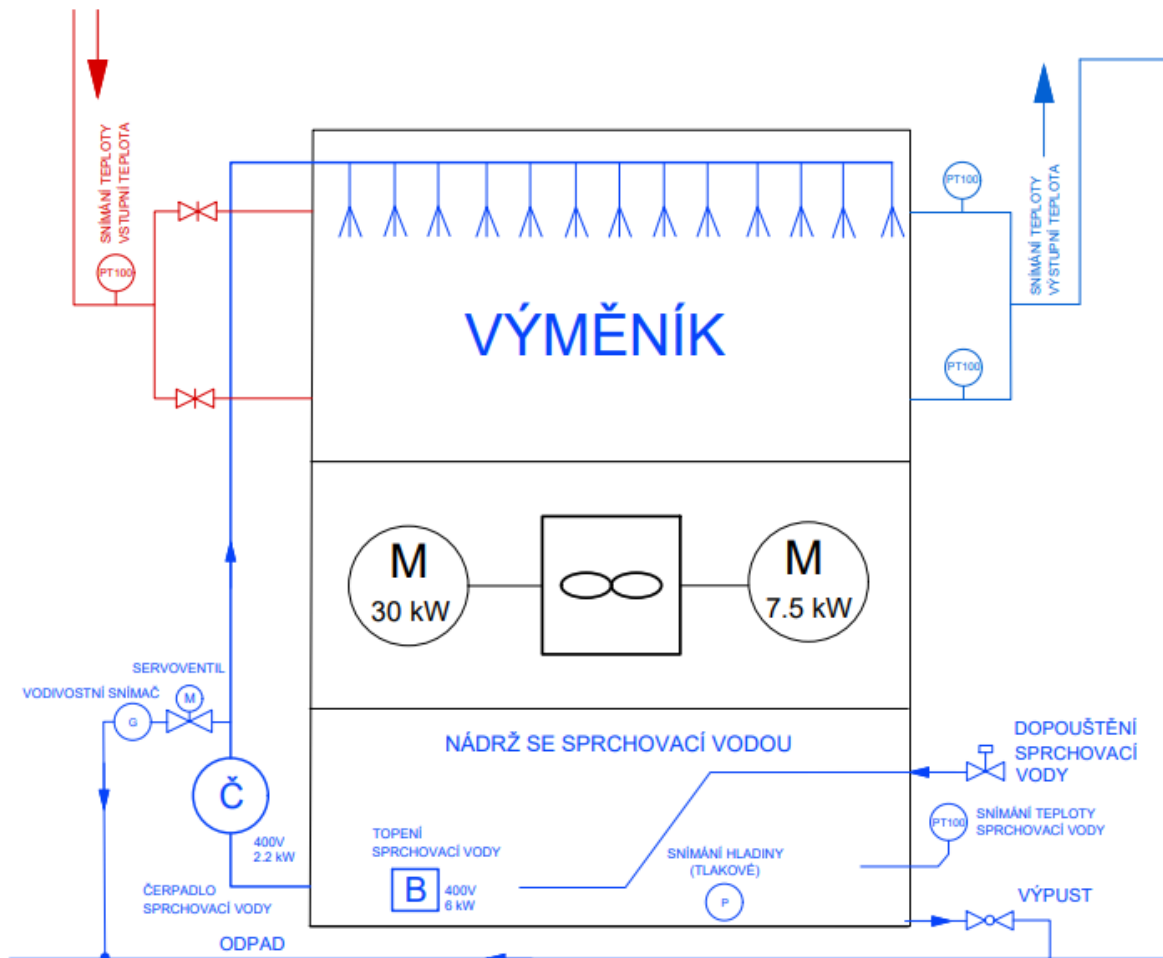 SNÍMÁNÍ TEPLOTY
VSTUPNÍ TEPLOTA
PT100
PT100
SNÍMÁNÍ TEPLOTY
VÝSTUPNÍ TEPLOTA
VÝMĚNÍK
PT100
M
30 kW
M
7.5 kW
SERVOVENTIL
VODIVOSTNÍ SNÍMAČ
M
G
NÁDRŽ SE SPRCHOVACÍ VODOU
DOPOUŠTĚNÍ
SPRCHOVACÍ
VODY
Č
400V
2.2 kW
TOPENÍ
SPRCHOVACÍ VODY
B
400V
6 kW
SNÍMÁNÍ HLADINY
(TLAKOVÉ)
P
PT100
SNÍMÁNÍ TEPLOTY
SPRCHOVACÍ VODY
ČERPADLO
SPRCHOVACÍ VODY
VÝPUST
ODPAD